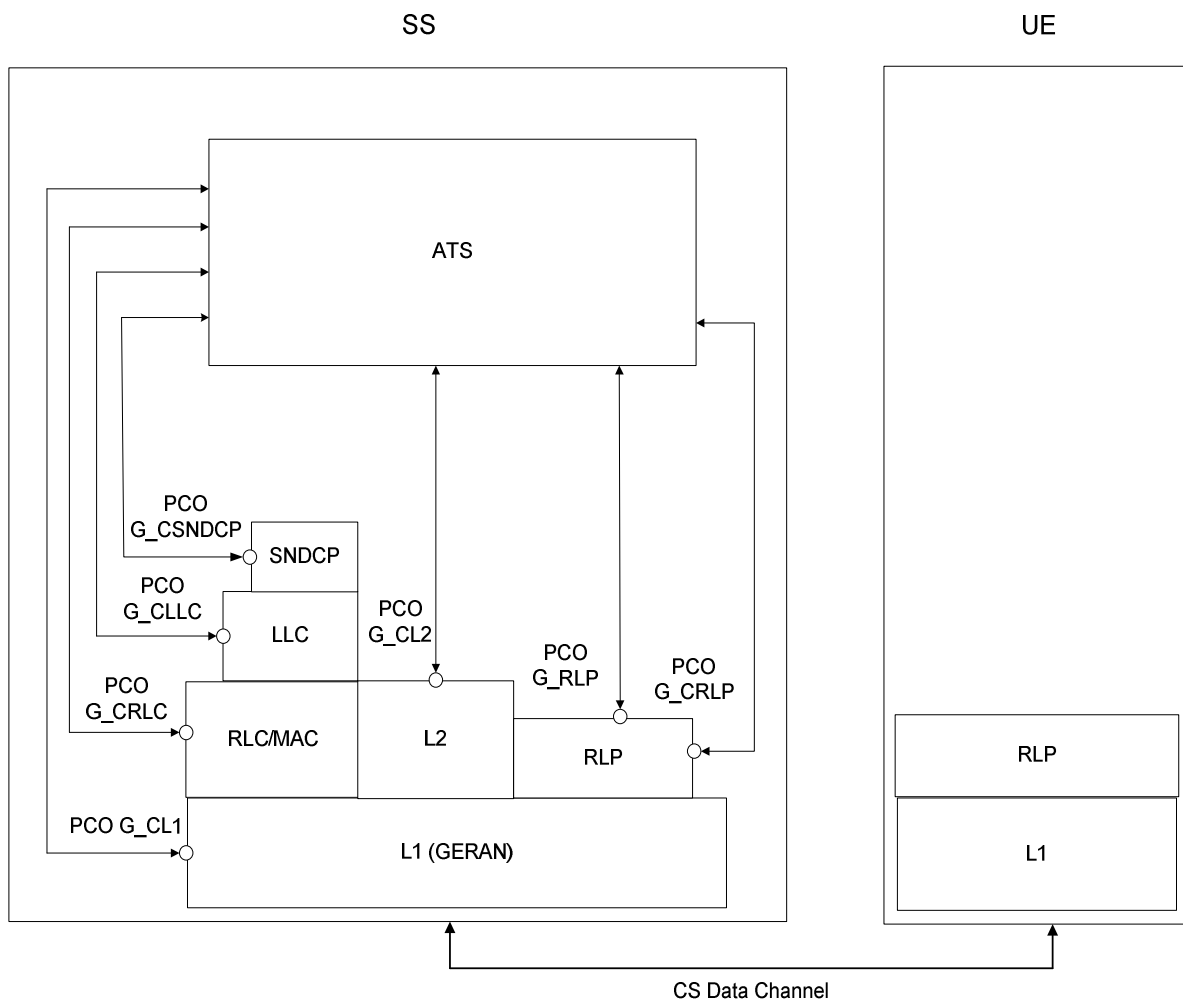 SS
UE
ATS
PCO
G_CSNDCP
SNDCP
PCO
G_CLLC
LLC
PCO
G_CL2
PCO
G_RLP
PCO
G_CRLP
PCO
G_CRLC
RLC/MAC
L2
RLP
RLP
PCO G_CL1
L1 (GERAN)
L1
CS Data Channel